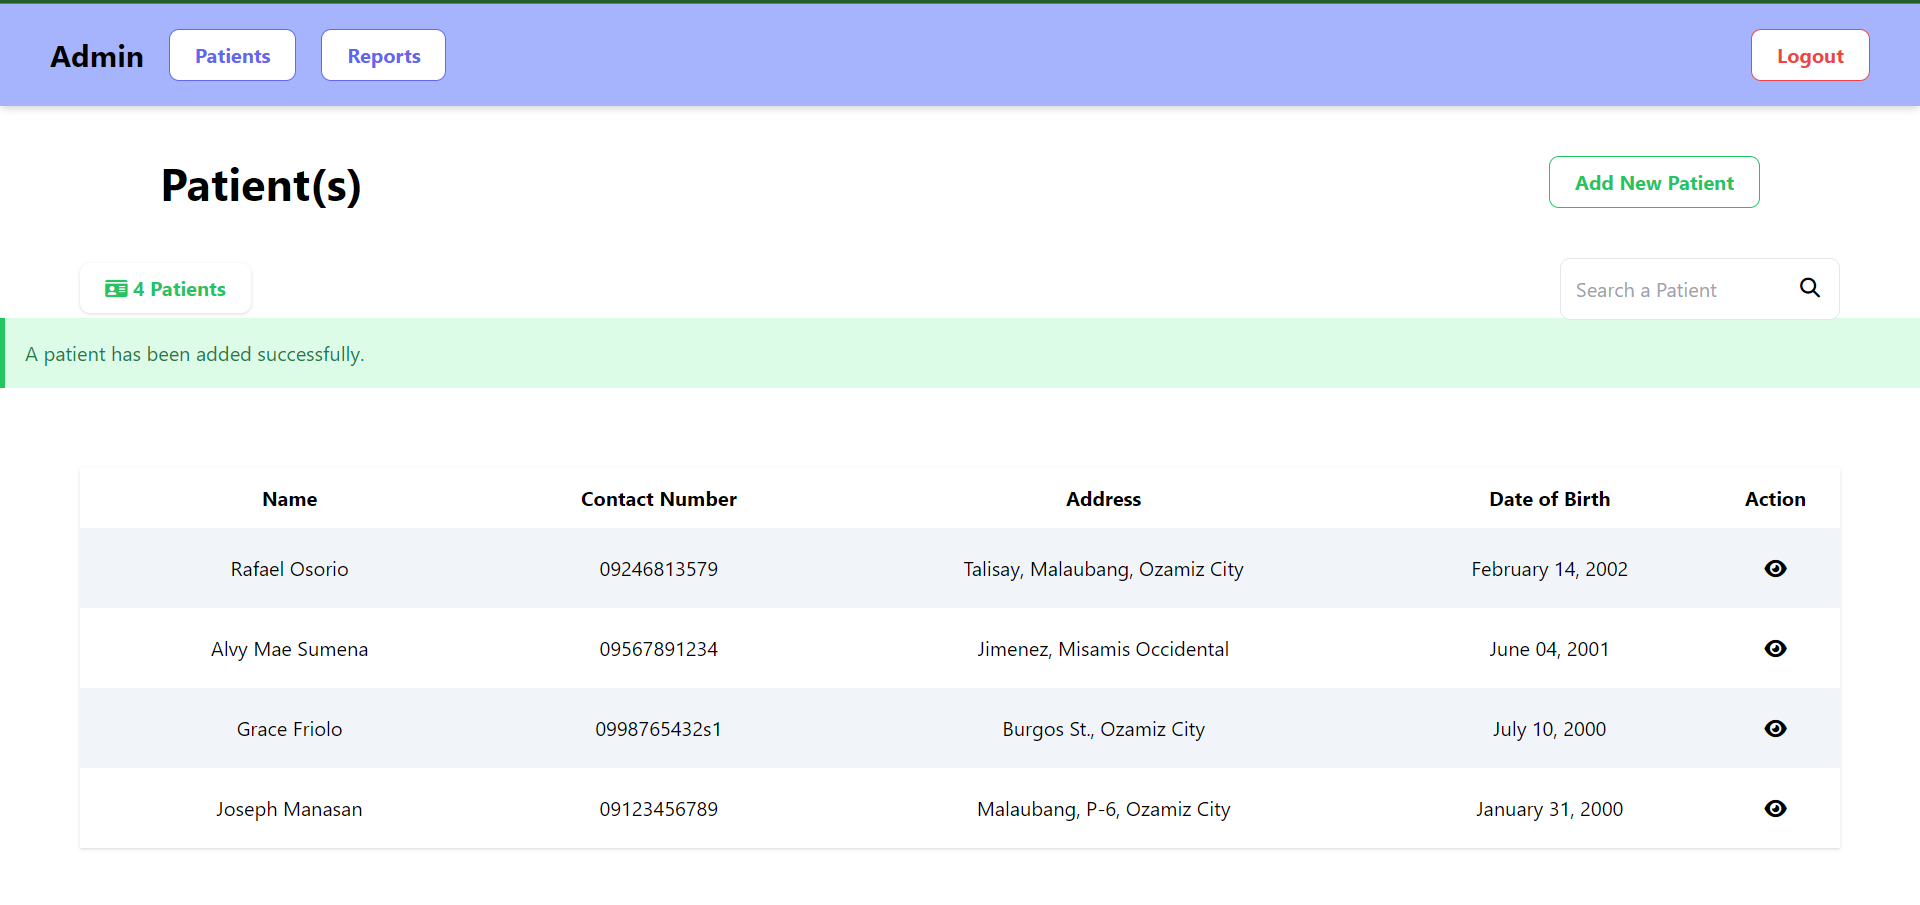 Admin Patients Reports Logout
Patient(s) Add New Patient
4 Patients Search a Patient
A patient has been added successfully.
Name Contact Number Address Date of Birth Action
Rafael Osorio 09246813579 Talisay, Malaubang, Ozamiz City February 14, 2002
Alvy Mae Sumena 09567891234 Jimenez, Misamis Occidental June 04, 2001
Grace Friolo 0998765432s1 Burgos St., Ozamiz City July 10, 2000
Joseph Manasan 09123456789 Malaubang, P-6, Ozamiz City January 31, 2000